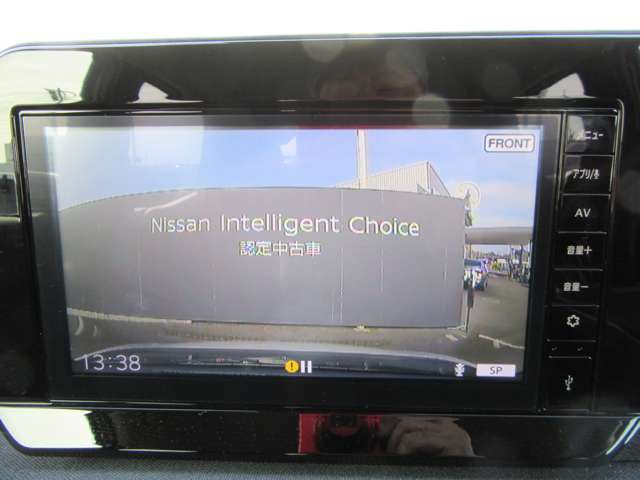 FRONT
Nissan Intelligent Choice
認定中古車
13:38
SP
メニュー
アプリ/
AV
音量+
音量-